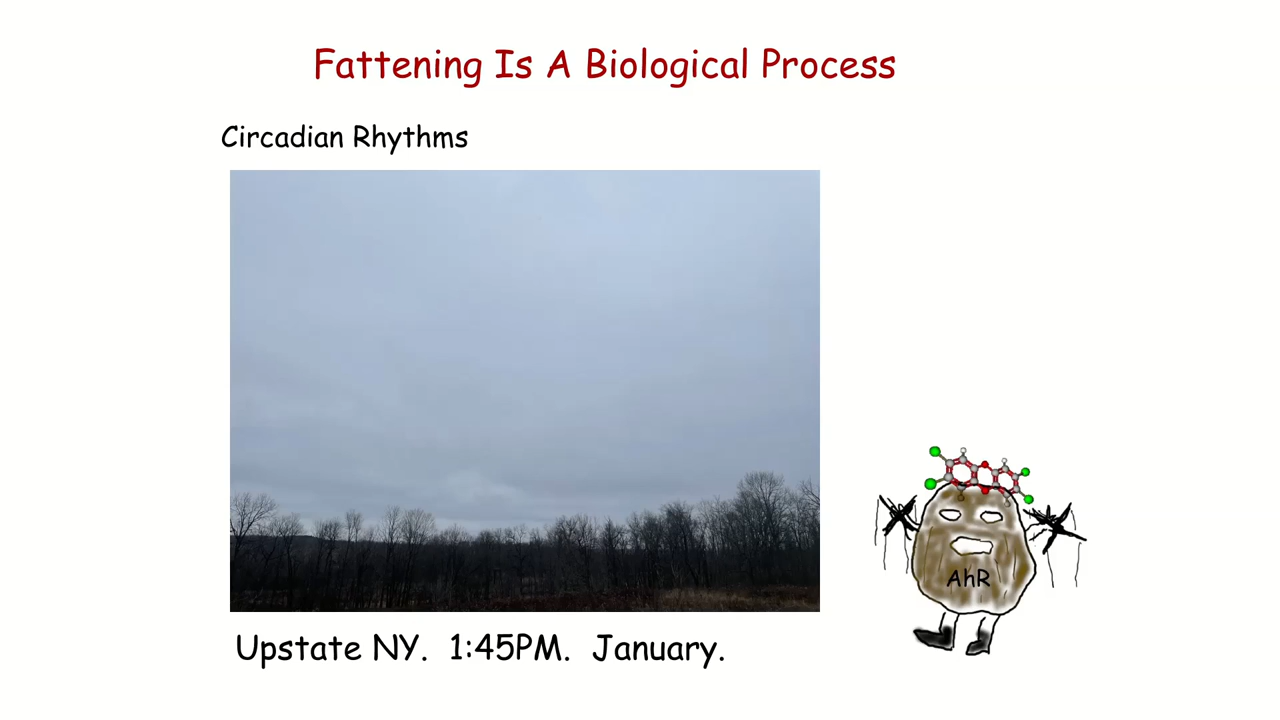 Fattening Is A Biological Process
Circadian Rhythms
AhR
Upstate NY. 1:45PM. January.